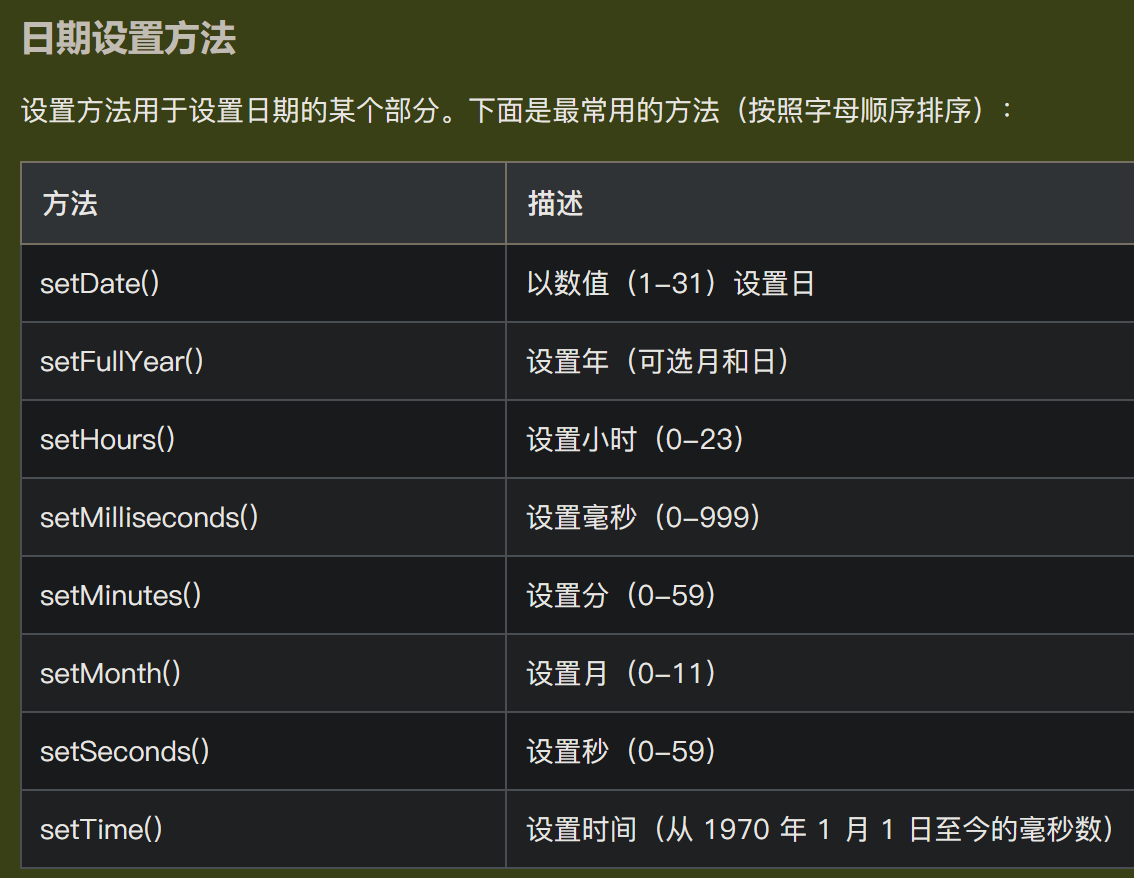 日期设置方法
设置方法用于设置日期的某个部分。下面是最常用的方法（按照字母顺序排序）：
方法 描述
setDate() 以数值（1-31）设置日
setFullYear() 设置年（可选月和日）
setHours() 设置小时（0-23）
setMilliseconds() 设置毫秒（0-999）
setMinutes() 设置分（0-59）
setMonth() 设置月（0-11）
setSeconds() 设置秒（0-59）
setTime() 设置时间（从 1970 年 1 月 1 日至今的毫秒数）